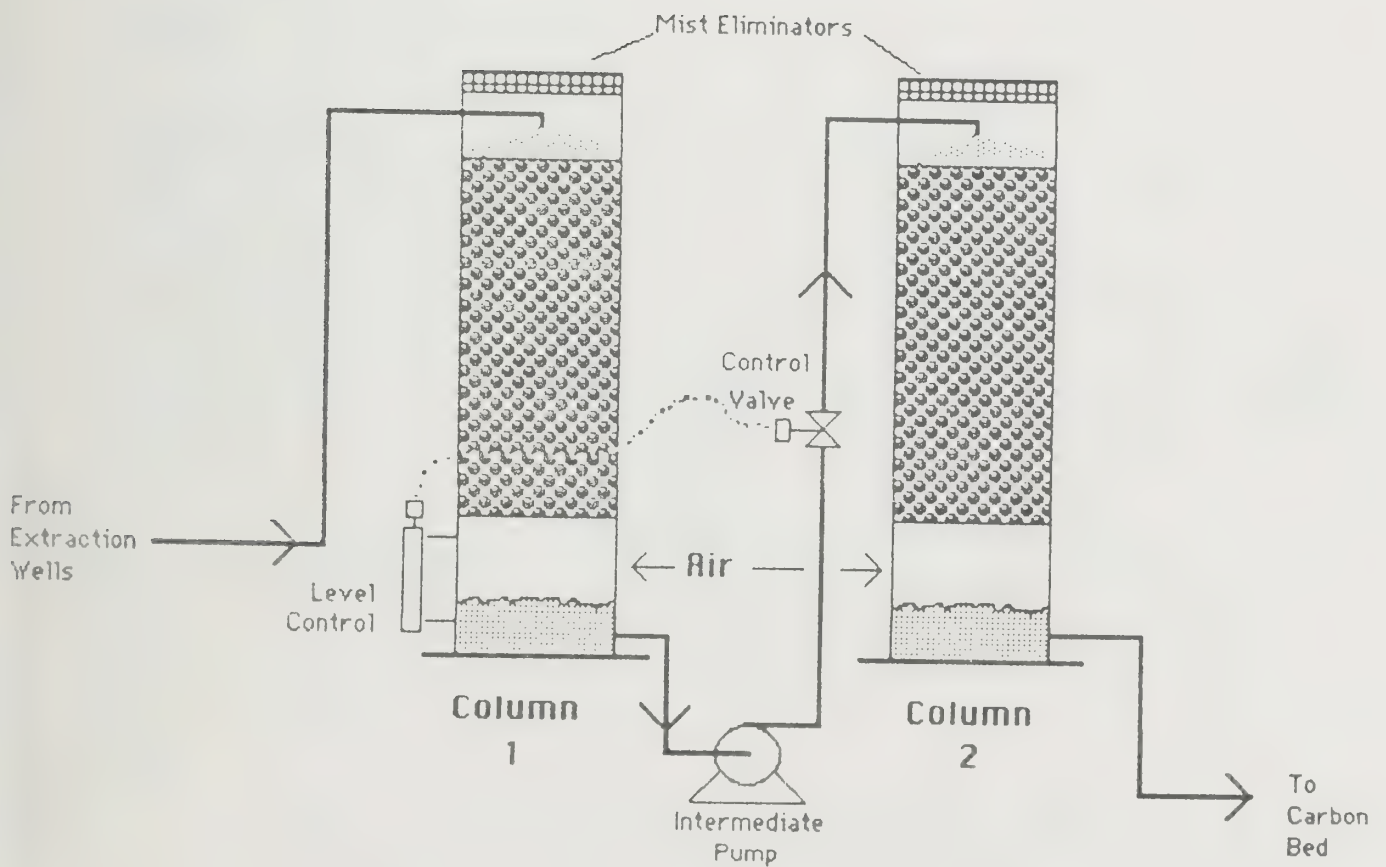 Mist Eliminators
Control
Valve
From
Extraction
Wells
Level
Control
Air
Column
1
Column
2
Intermediate
Pump
To
Carbon
Bed